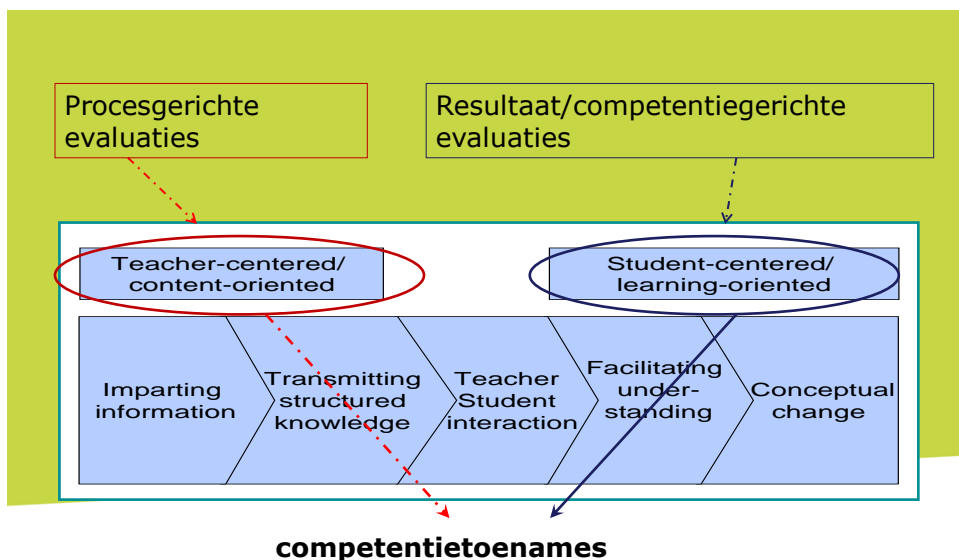 Procesgerichte
evaluaties
Resultaat/competentiegerichte
evaluaties
Teacher-centered/
content-oriented
Student-centered/
learning-oriented
Imparting
information
Transmitting
structured
knowledge
Teacher
Student
interaction
Facilitating
under-
standing
Conceptual
change
competentietoenames